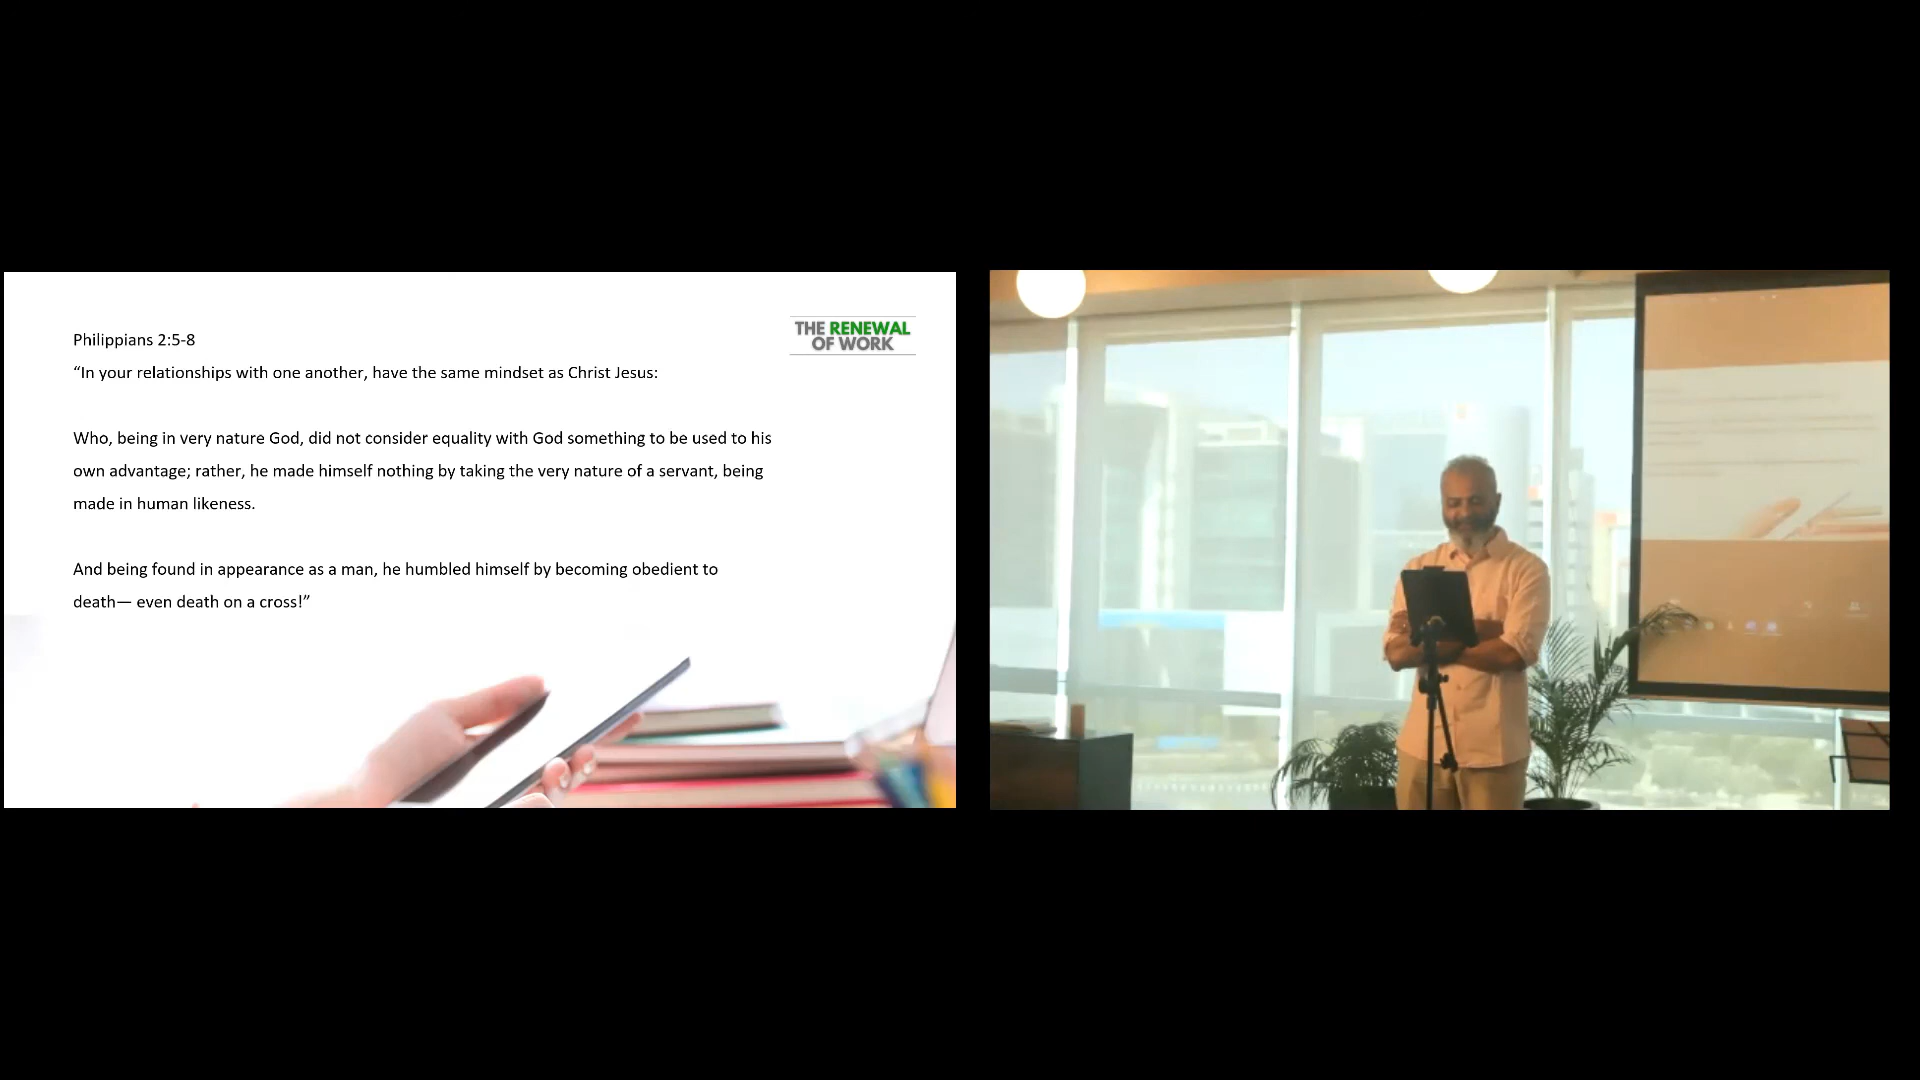 Philippians 2:5-8
“In your relationships with one another, have the same mindset as Christ Jesus:
Who, being in very nature God, did not consider equality with God something to be used to his
own advantage; rather, he made himself nothing by taking the very nature of a servant, being
made in human likeness.
And being found in appearance as a man, he humbled himself by becoming obedient to
death— even death on a cross!”
THE RENEWAL
OF WORK